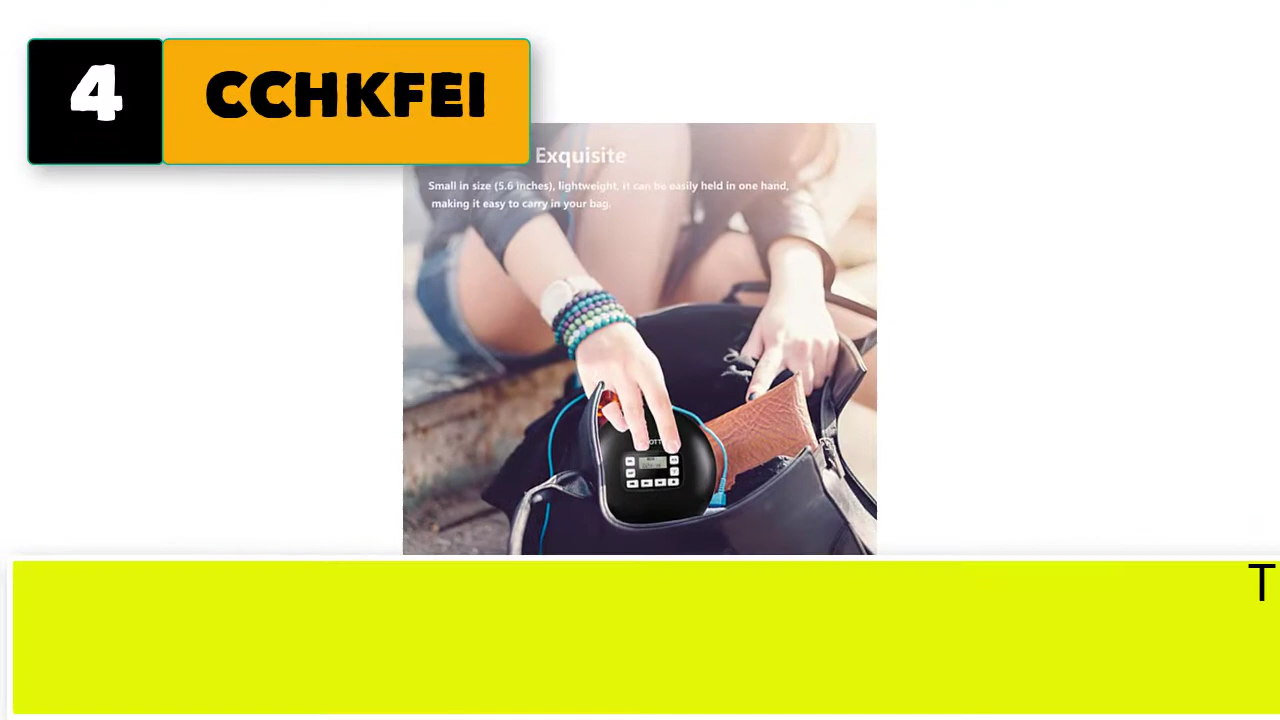 4 CCHKFEI
Exquisite
Small in size (5.6 inches), lightweight, it can be easily held in one hand,
making it easy to carry in your bag.
T